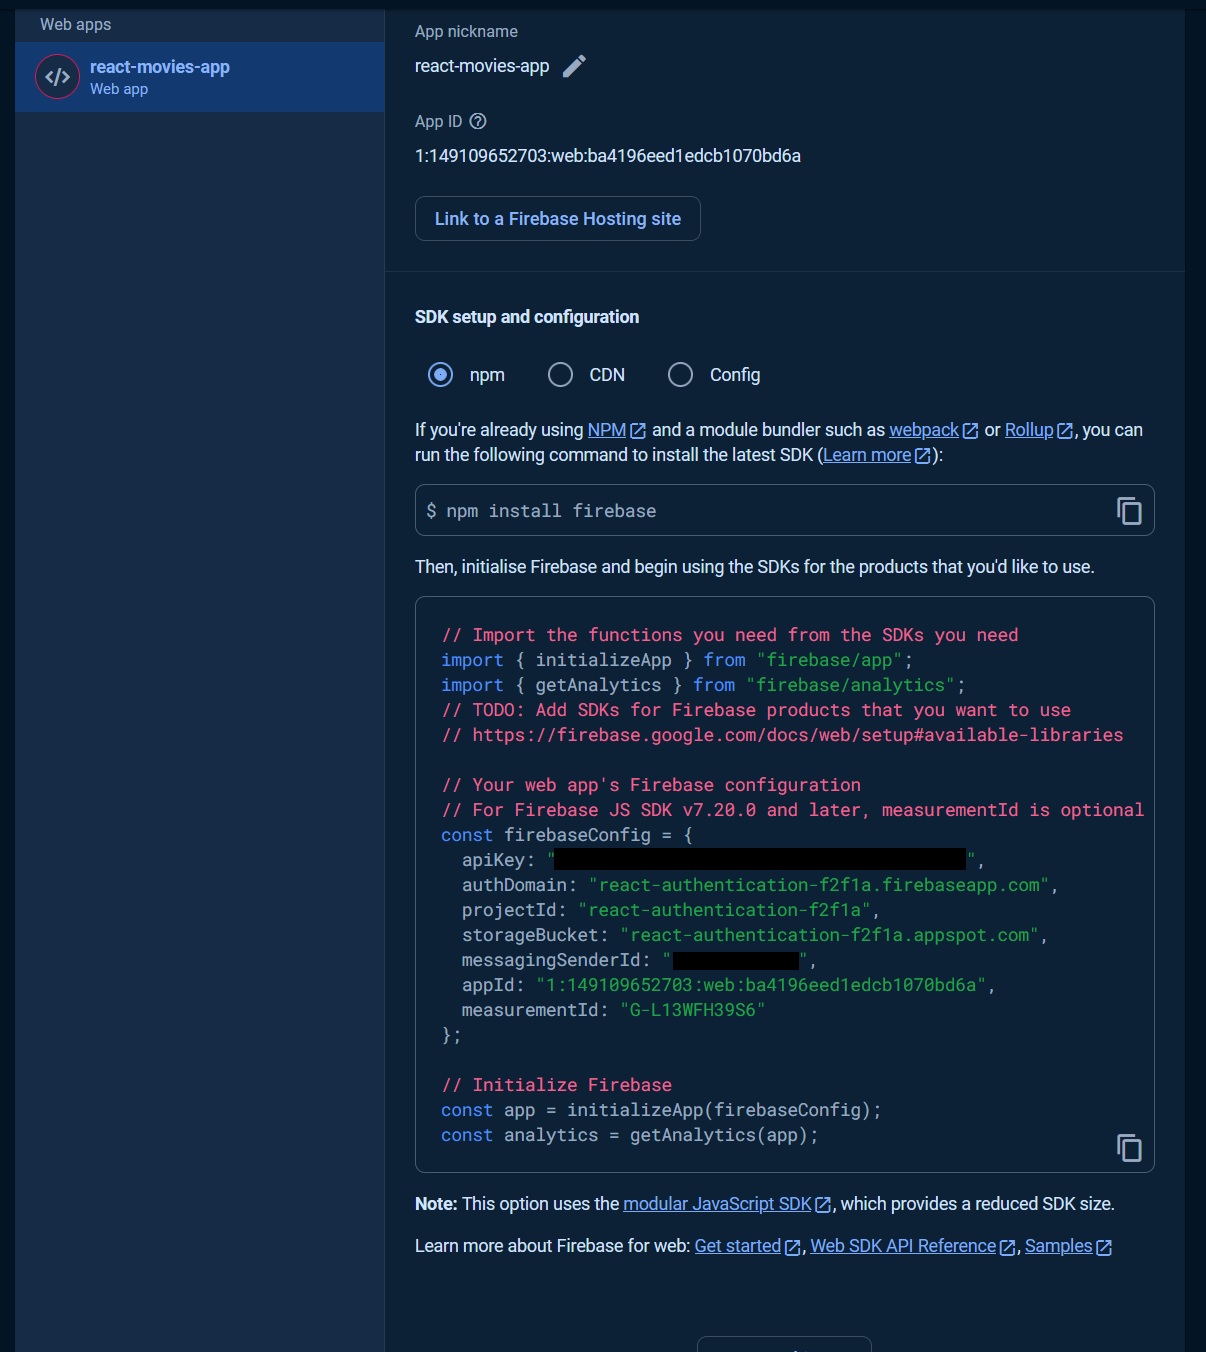 Web apps
</>
react-movies-app
Web app
App nickname
react-movies-app
App ID
1:149109652703:web:ba4196eed1edcb1070bd6a
Link to a Firebase Hosting site
SDK setup and configuration
npm CDN Config
If you're already using NPM and a module bundler such as webpack or Rollup, you can
run the following command to install the latest SDK (Learn more):
$ npm install firebase
Then, initialise Firebase and begin using the SDKs for the products that you'd like to use.
// Import the functions you need from the SDKs you need
import { initializeApp } from "firebase/app";
import { getAnalytics } from "firebase/analytics";
// TODO: Add SDKs for Firebase products that you want to use
// https://firebase.google.com/docs/web/setup#available-libraries
// Your web app's Firebase configuration
// For Firebase JS SDK v7.20.0 and later, measurementId is optional
const firebaseConfig = {
apiKey: "",
authDomain: "react-authentication-f2f1a.firebaseapp.com",
projectId: "react-authentication-f2f1a",
storageBucket: "react-authentication-f2f1a.appspot.com",
messagingSenderId: "",
appId: "1:149109652703:web:ba4196eed1edcb1070bd6a",
measurementId: "G-L13WFH39S6"
};
// Initialize Firebase
const app = initializeApp(firebaseConfig);
const analytics = getAnalytics(app);
Note: This option uses the modular JavaScript SDK, which provides a reduced SDK size.
Learn more about Firebase for web: Get started, Web SDK API Reference, Samples